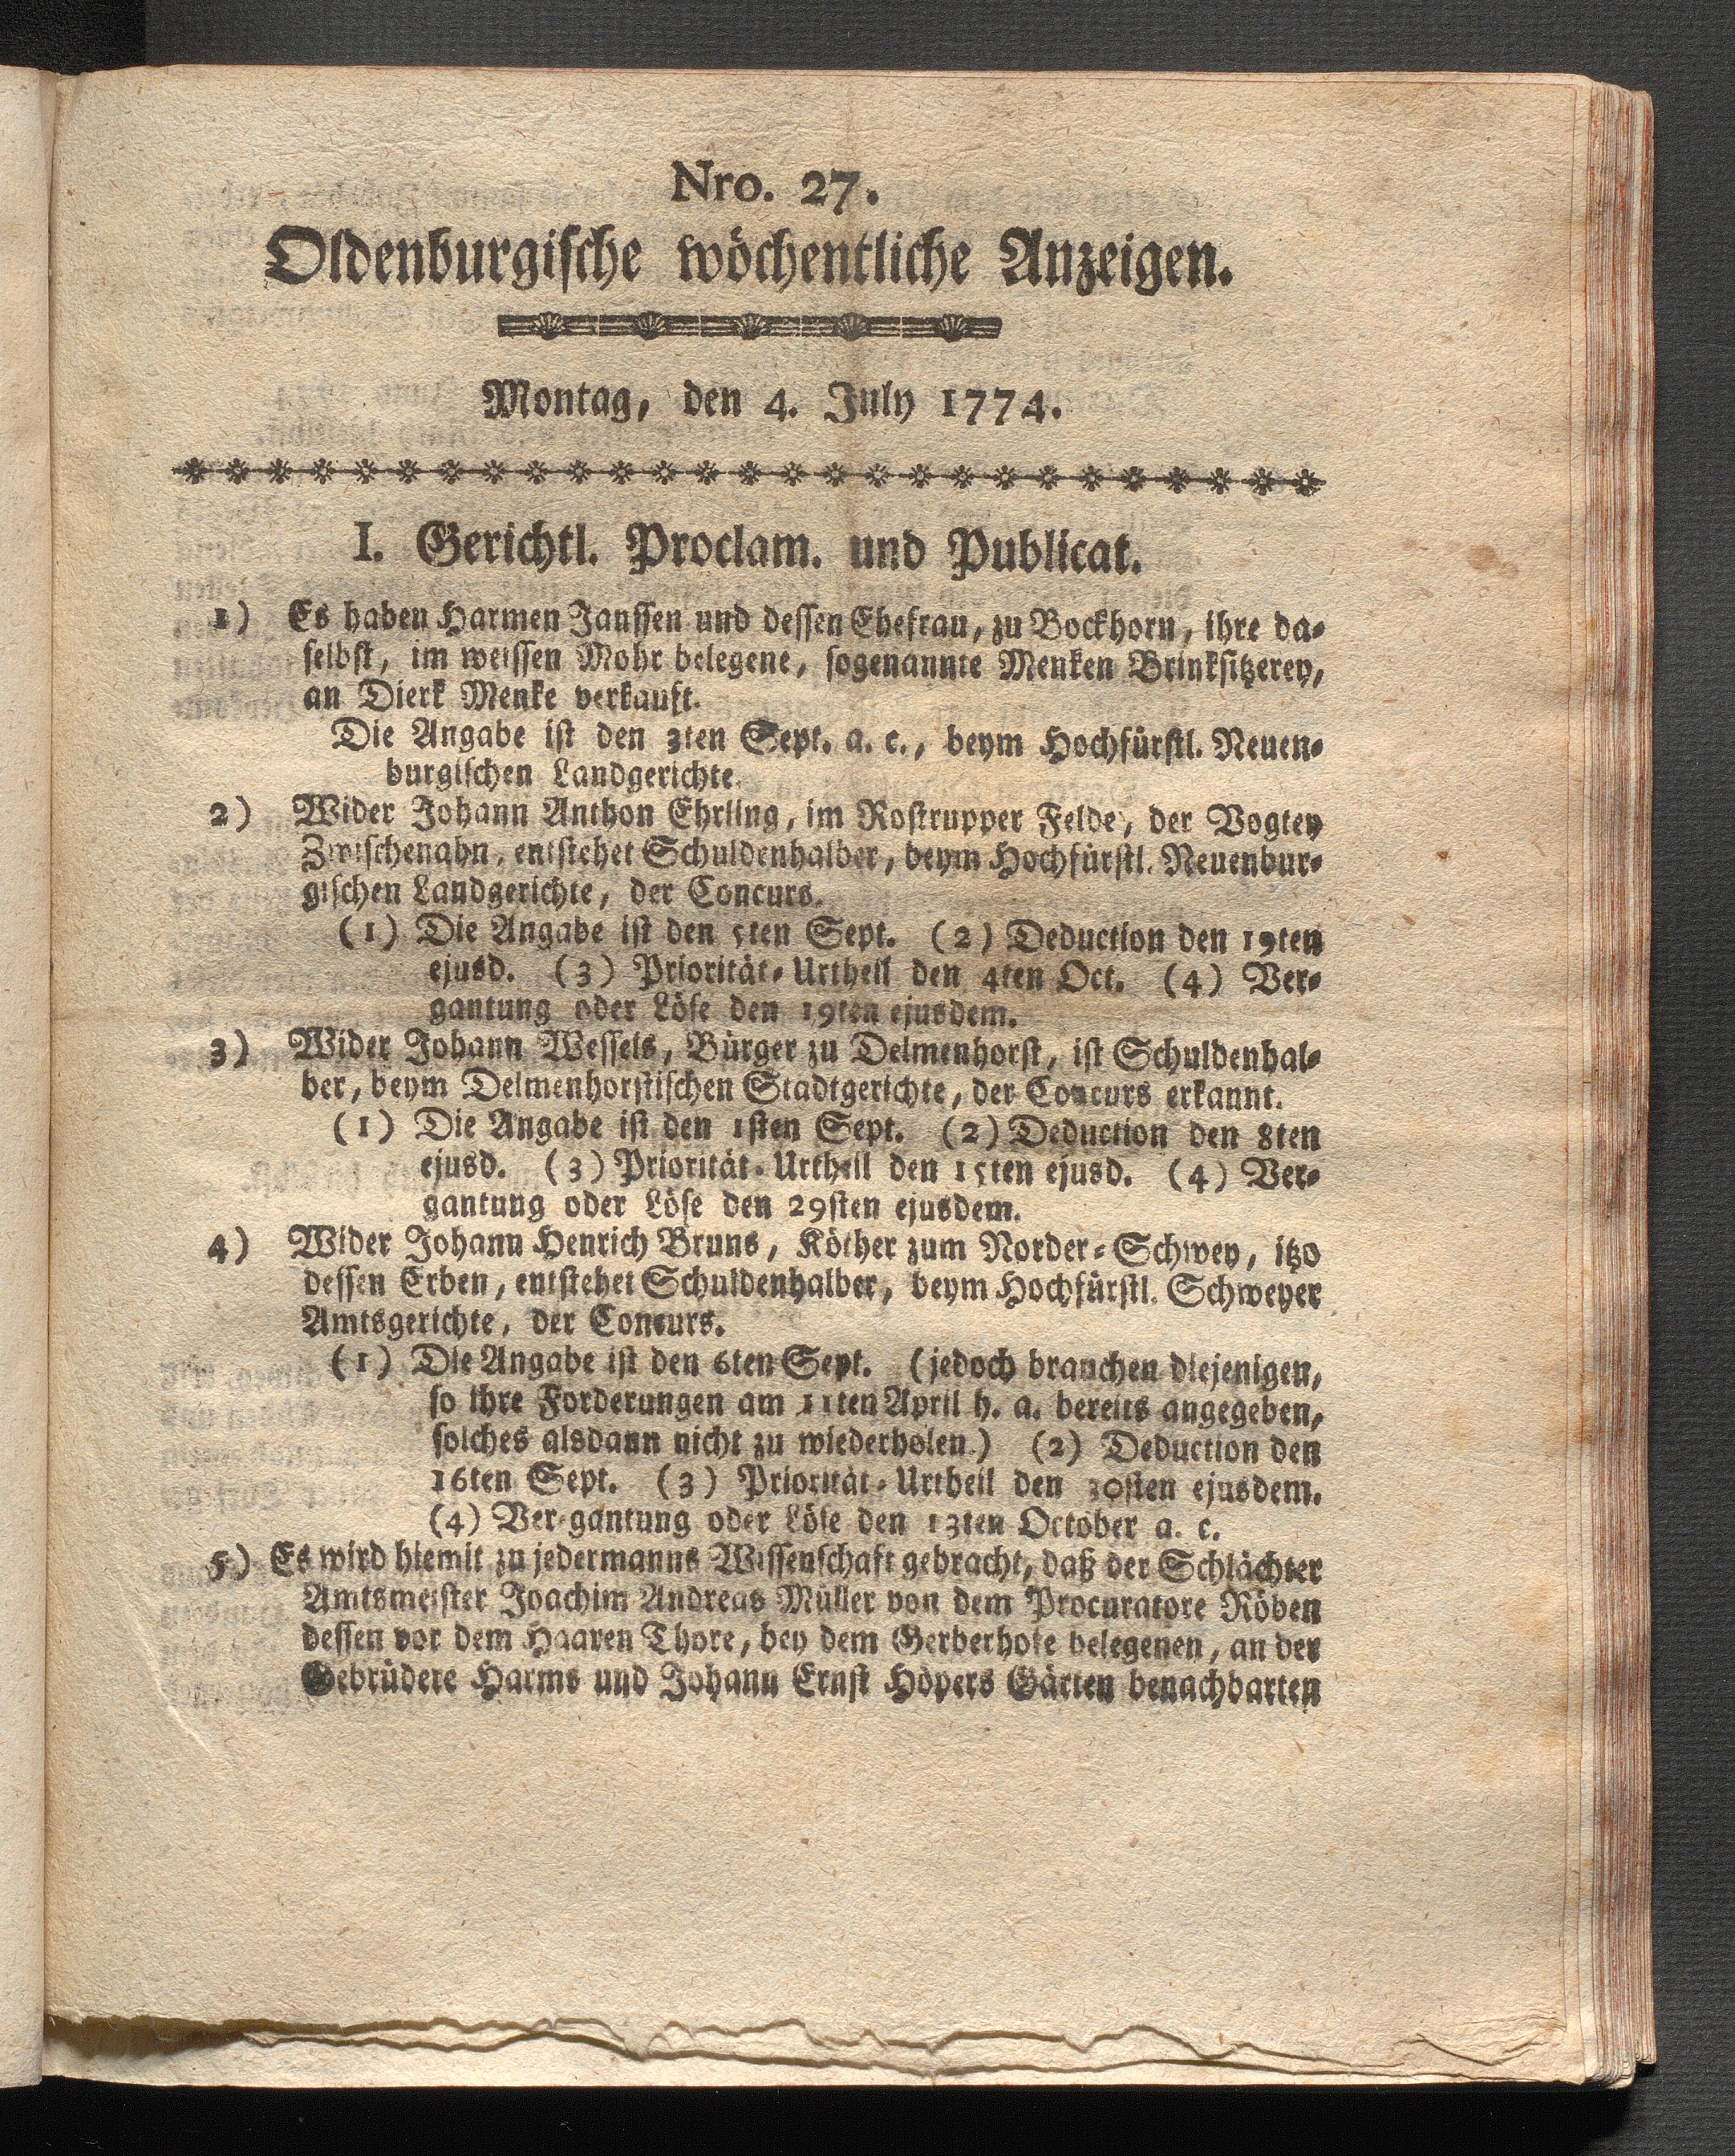 Nro. 27.
Oldenburgische wöchentliche Anzeigen.
Montag, den 4. July 1774.
I. Gerichtl. Proclam. und Publicat.
1) Es haben Harmen Janssen und dessen Ehefrau, zu Bockhorn, ihre da-
selbst, im weissen Mohr belegene, sogenannte Menken Brinksitzerey,
an Dierk Menke verkauft.
Die Angabe ist den 3ten Sept. a. c., beym Hochfürstl. Neuen-
burgischen Landgerichte.
2) Wider Johann Anthon Ehrling, im Rostrupper Felde, der Vogtey
Zwischenahn, entstehet Schuldenhalber, beym Hochfürstl. Neuenbur-
gischen Landgerichte, der Concurs.
(1) Die Angabe ist den 5ten Sept. (2) Deduction den 19ten
ejusd. (3) Priorität-Urtheil den 4ten Oct. (4) Ver-
gantung oder Löse den 19ten ejusdem.
3) Wider Johann Wessels, Bürger zu Delmenhorst, ist Schuldenhal-
ber, beym Delmenhorstischen Stadtgerichte, der Concurs erkannt.
(1) Die Angabe ist den 1sten Sept. (2) Deduction den 8ten
ejusd. (3) Priorität-Urtheil den 15ten ejusd. (4) Ver-
gantung oder Löse den 29sten ejusdem.
4) Wider Johann Henrich Bruns, Köther zum Norder-Schwey, itzo
dessen Erben, entstehet Schuldenhalber, beym Hochfürstl. Schweyer
Amtsgerichte, der Concurs.
(1) Die Angabe ist den 6ten Sept. (jedoch brauchen diejenigen,
so ihre Forderungen am 11ten April h. a. bereits angegeben,
solches alsdann nicht zu wiederholen.) (2) Deduction den
16ten Sept. (3) Priorität-Urtheil den 30sten ejusdem.
(4) Vergantung oder Löse den 13ten October a. c.
5) Es wird hiemit zu jedermanns Wissenschaft gebracht, daß der Schlächter
Amtsmeister Joachim Andreas Müller von dem Procuratore Röben
dessen vor dem Haaren Thore, bey dem Gerberhofe belegenen, an der
Gebrüdere Harms und Johann Ernst Höpers Gärten benachbarten